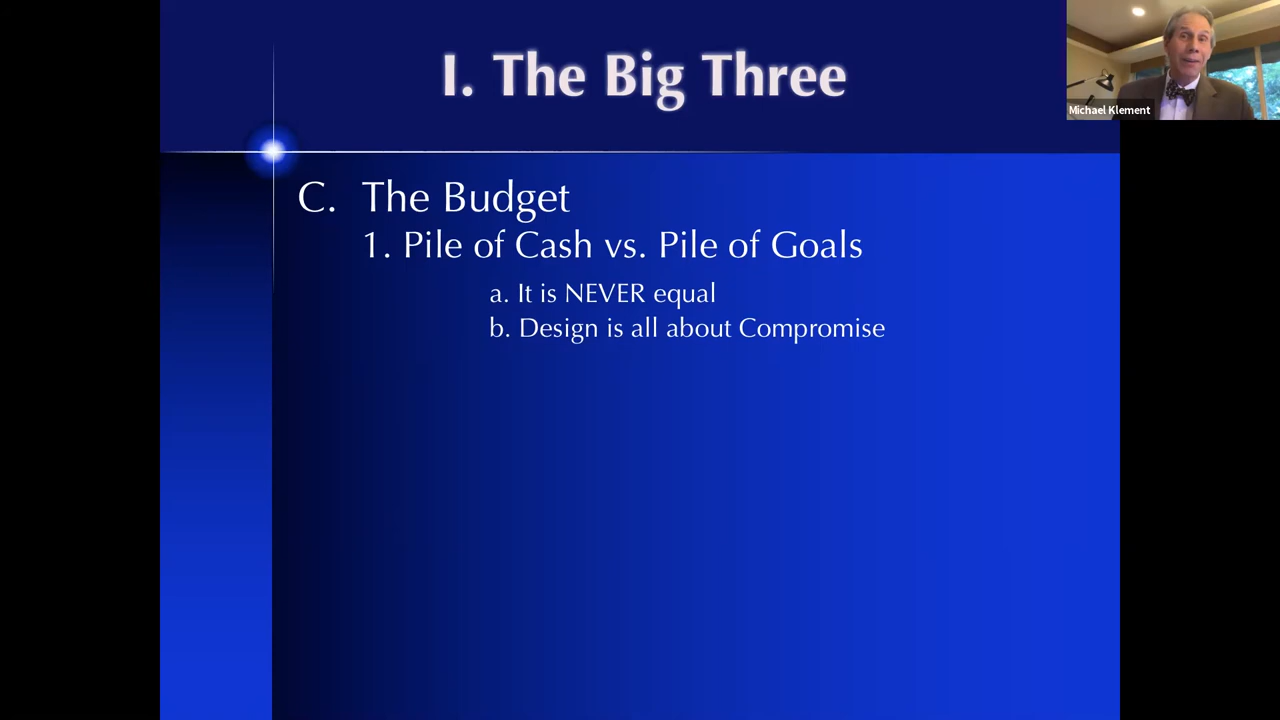 I. The Big Three
Michael Klement
C. The Budget
1. Pile of Cash vs. Pile of Goals
a. It is NEVER equal
b. Design is all about Compromise